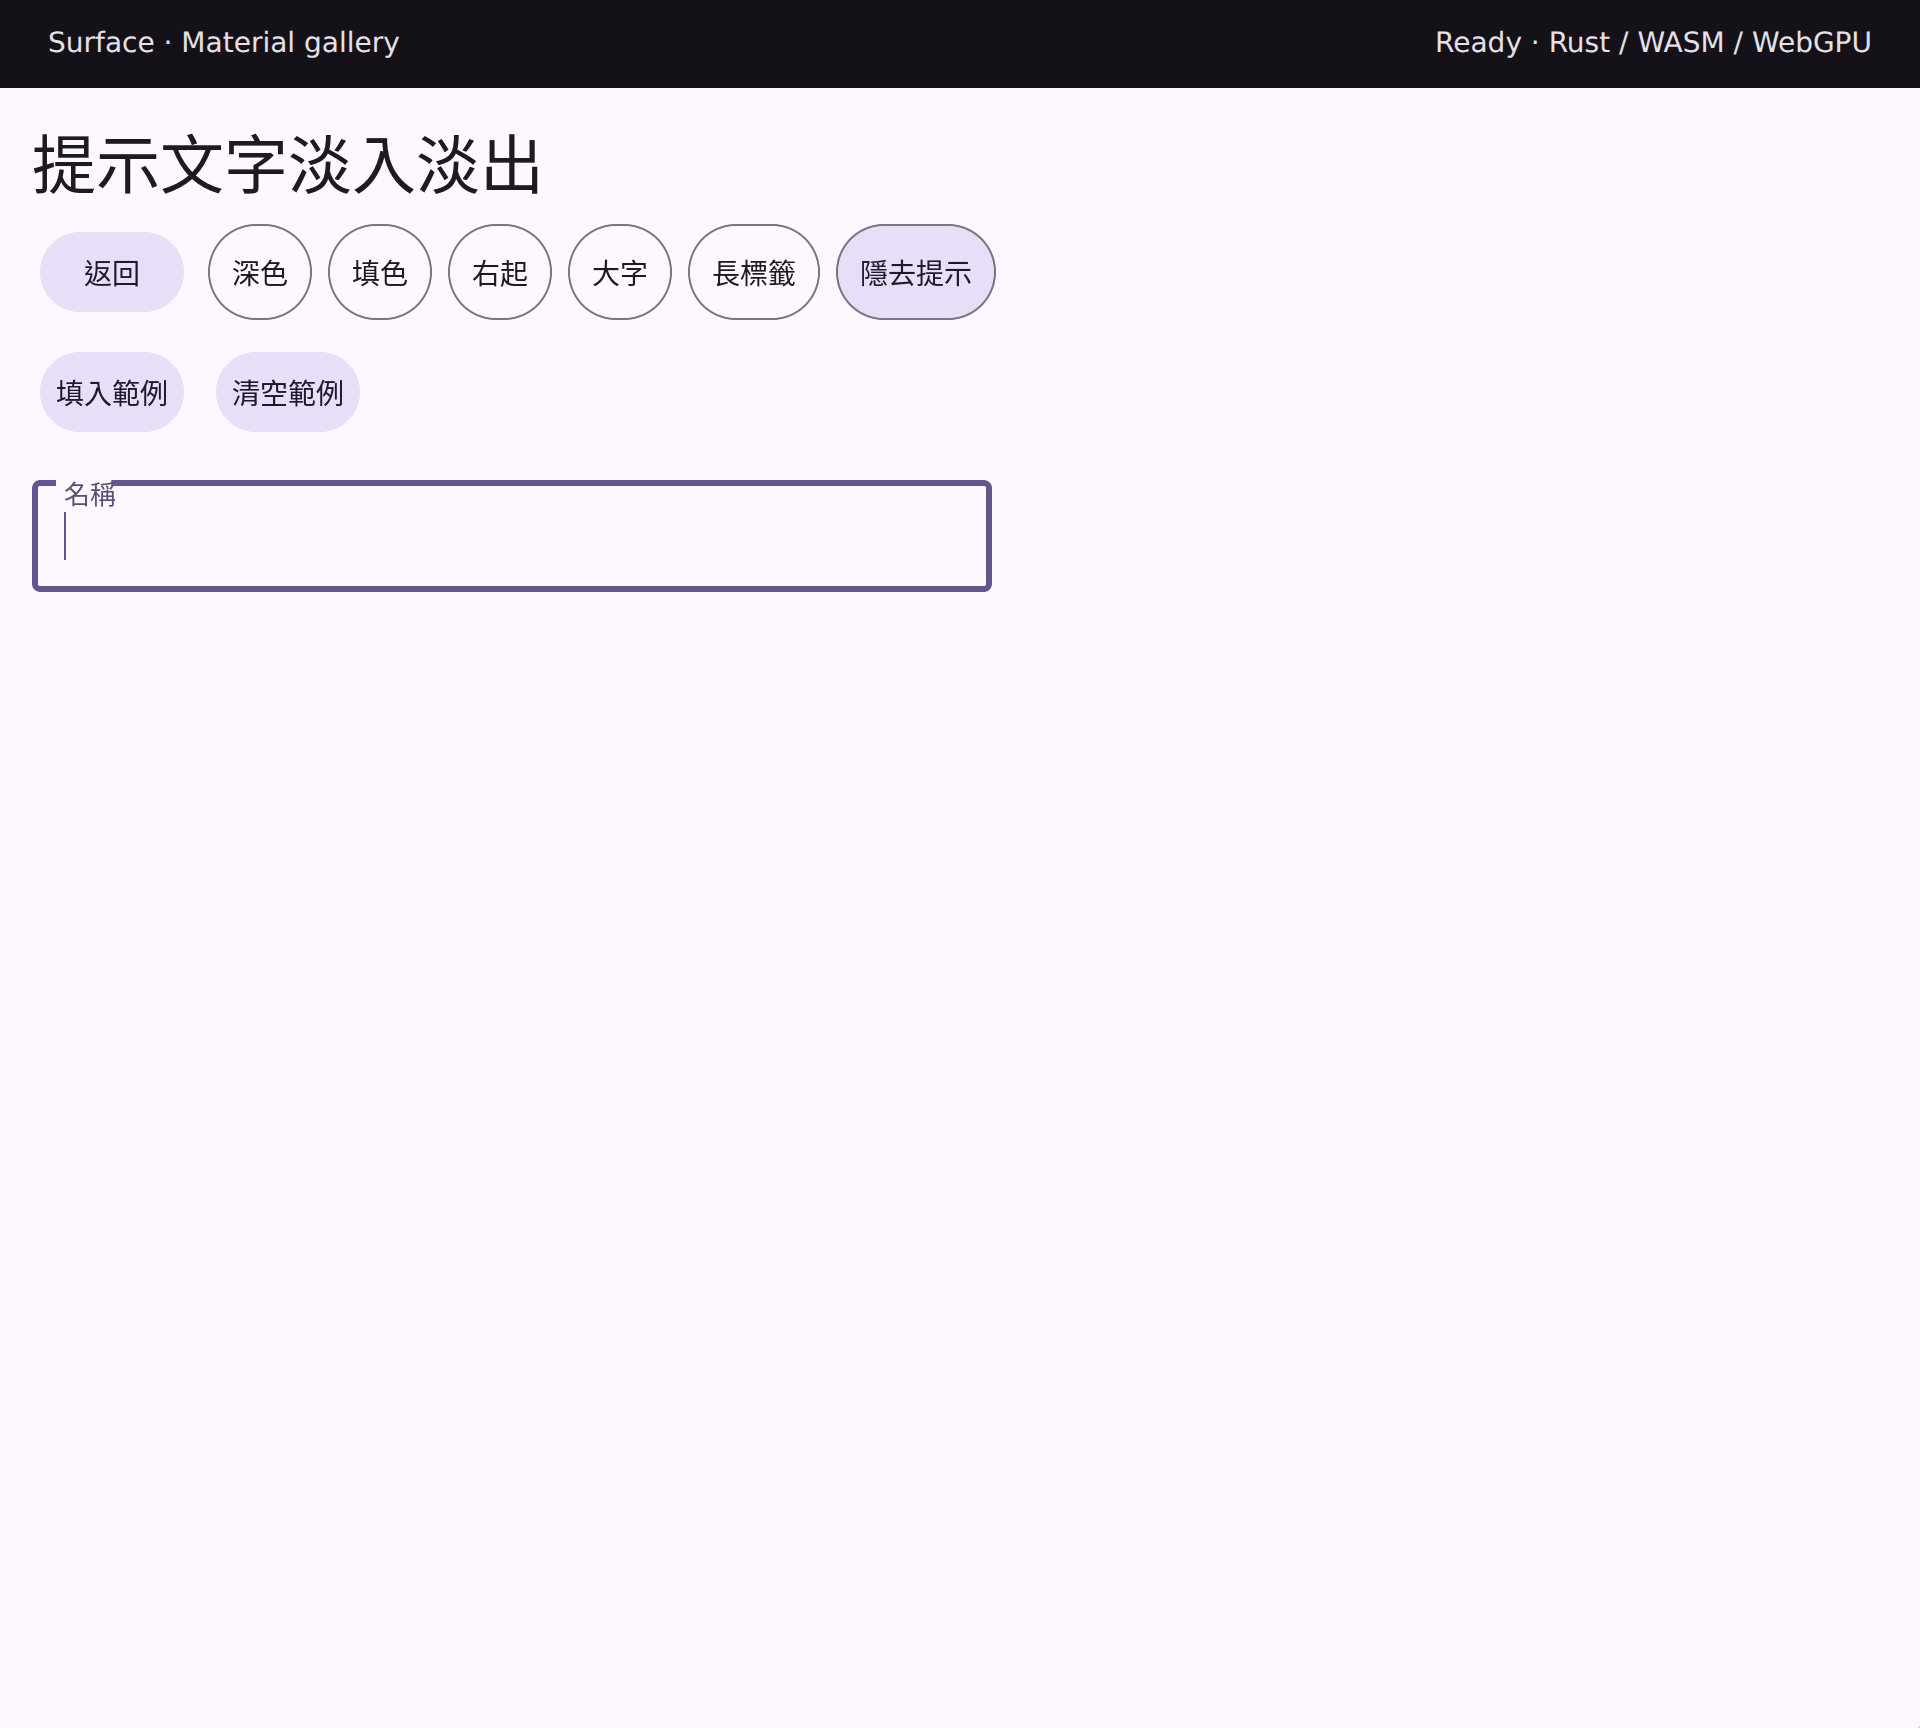 Surface · Material gallery
Ready · Rust / WASM / WebGPU
提示文字淡入淡出
返回 深色 填色 右起 大字 長標籤 隱去提示
填入範例 清空範例
名稱